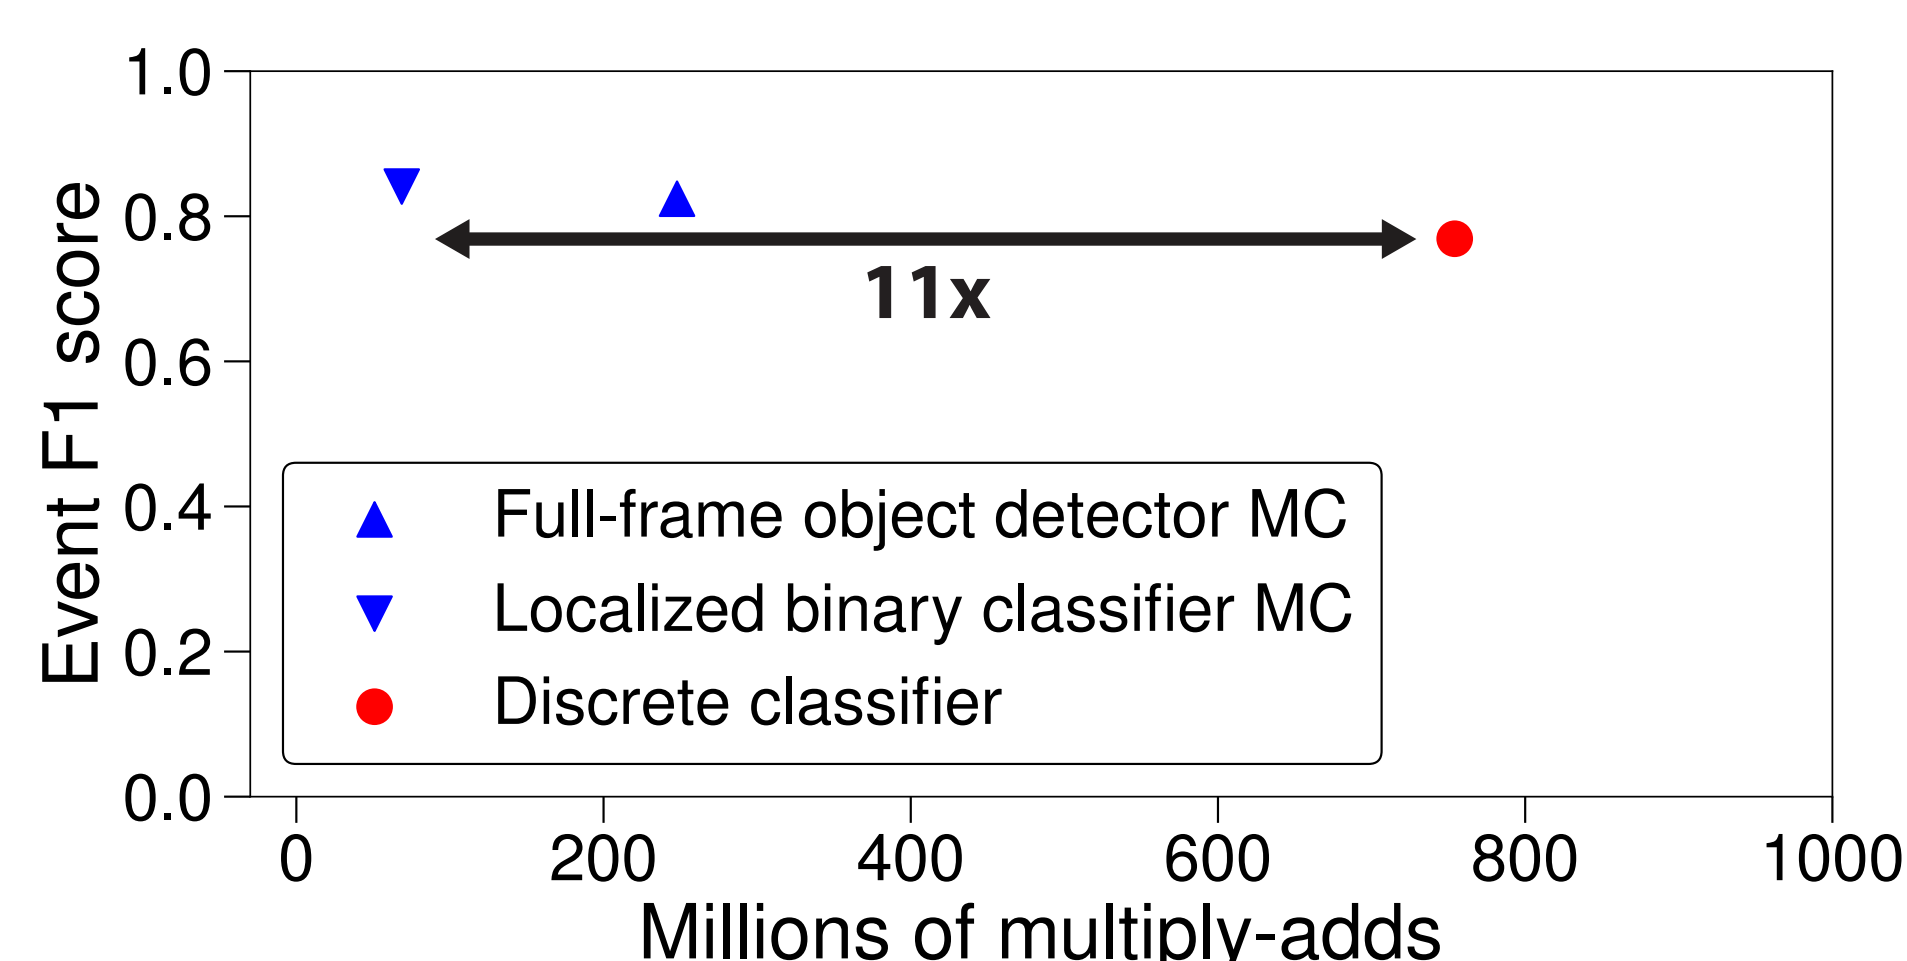 1.0
0.8
0.6
0.4
0.2
0.0
Event F1 score
11x
Full-frame object detector MC
Localized binary classifier MC
Discrete classifier
0 200 400 600 800 1000
Millions of multiply-adds